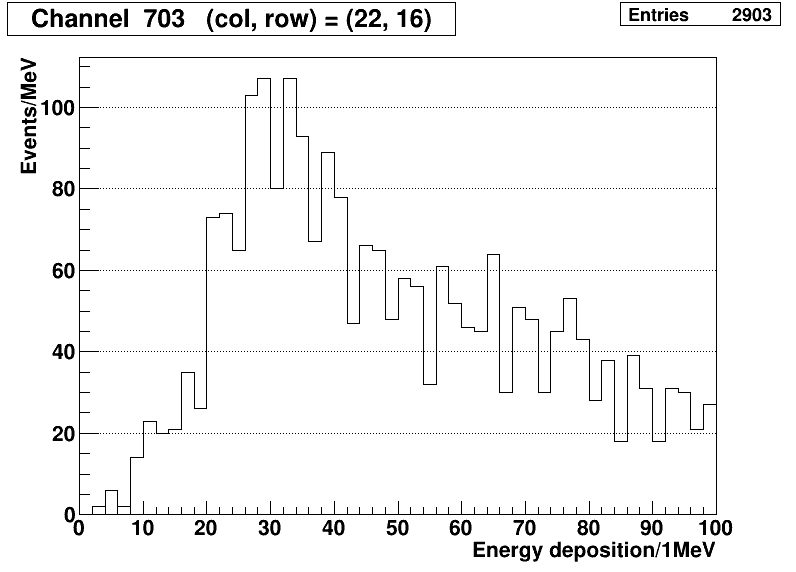 Channel 703 (col, row) = (22, 16)
Entries 2903
Events/MeV
100
80
60
40
20
0
0 10 20 30 40 50 60 70 80 90 100
Energy deposition/1MeV